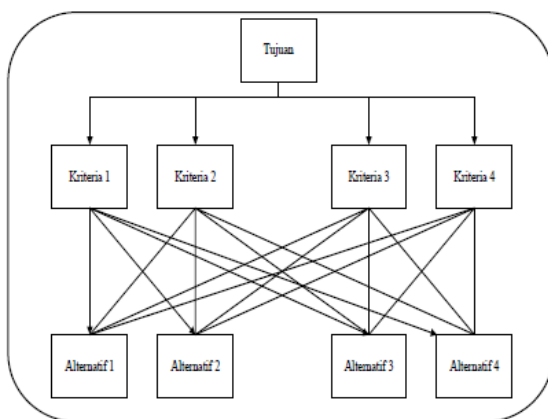 Tujuan
Kriteria 1
Kriteria 2
Kriteria 3
Kriteria 4
Alternatif 1
Alternatif 2
Alternatif 3
Alternatif 4